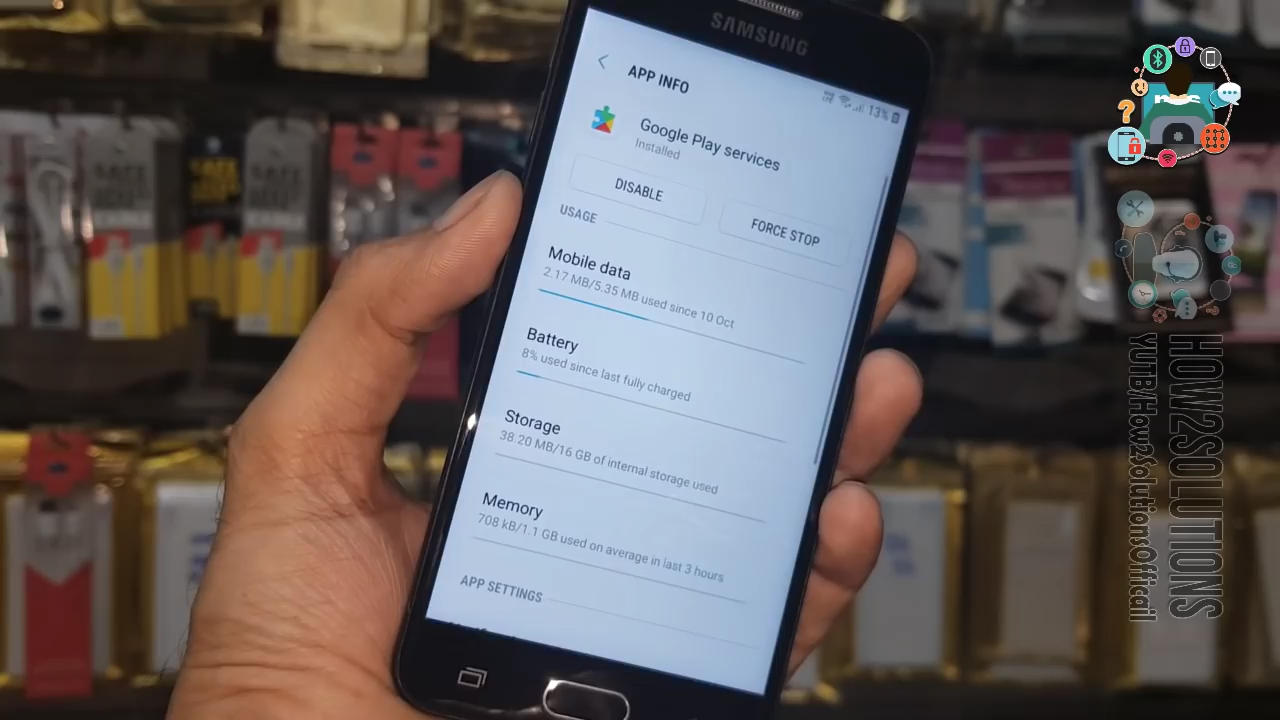 SAMSUNG
APP INFO
13%
Google Play services
Installed
DISABLE
FORCE STOP
USAGE
Mobile data
2.17 MB/5.35 MB used since 10 Oct
Battery
8% used since last fully charged
Storage
38.20 MB/16 GB of internal storage used
Memory
708 kB/1.1 GB used on average in last 3 hours
APP SETTINGS
HOW2SOLUTIONS
YUTB/How2SolutionsOfficail